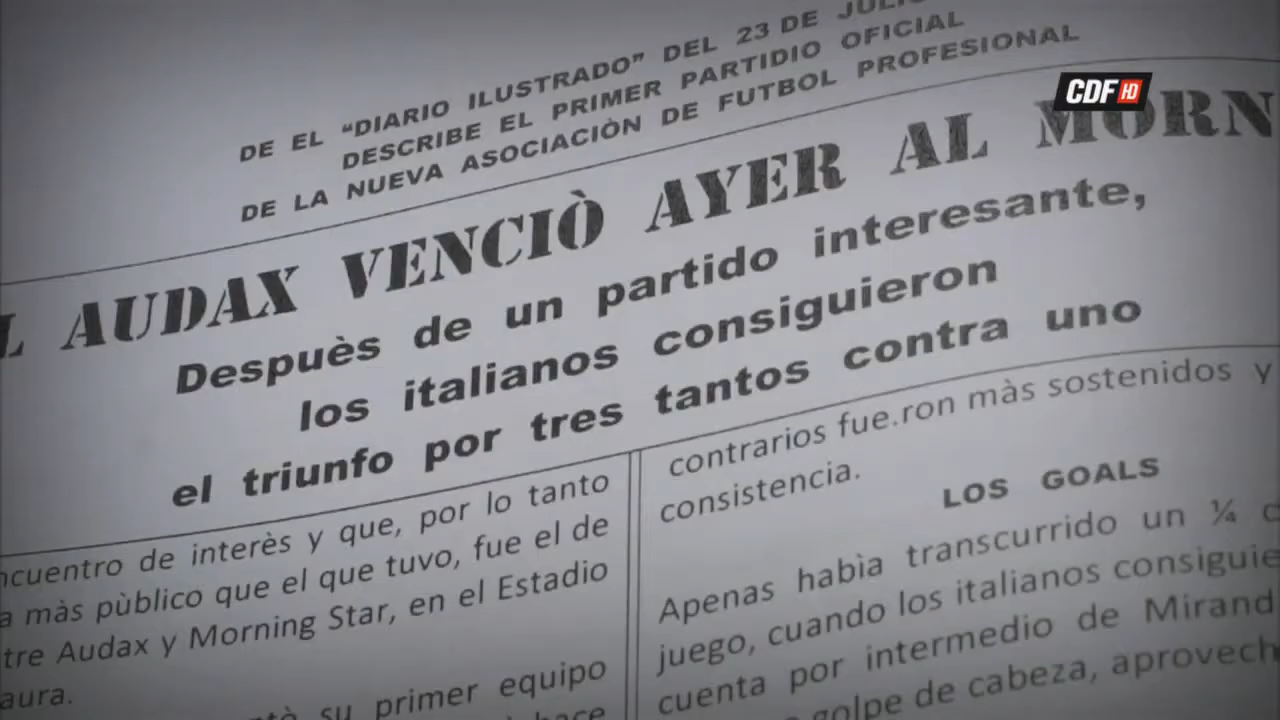 DE EL “DIARIO ILUSTRADO” DEL 23 DE JULIO
DESCRIBE EL PRIMER PARTIDIO OFICIAL
DE LA NUEVA ASOCIACIÒN DE FUTBOL PROFESIONAL
CDF HD
L AUDAX VENCIÒ AYER AL MORN
Despuès de un partido interesante,
los italianos consiguieron
el triunfo por tres tantos contra uno
ncuentro de interès y que, por lo tanto
a màs pùblico que el que tuvo, fue el de
tre Audax y Morning Star, en el Estadio
aura.
su primer equipo
hace
contrarios fue.ron màs sostenidos y
consistencia.
LOS GOALS
Apenas habìa transcurrido un ¼ d
juego, cuando los italianos consiguie
cuenta por intermedio de Mirand
golpe de cabeza, aprovech